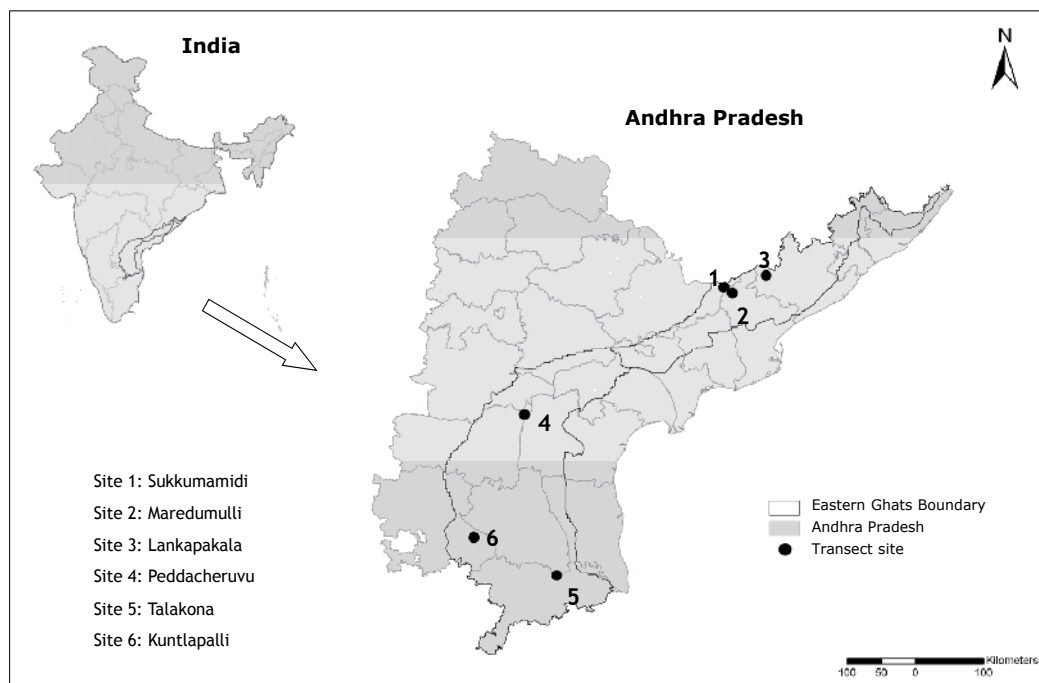 India
N
Andhra Pradesh
3
1
2
4
Site 1: Sukkumamidi
Site 2: Maredumulli
Site 3: Lankapakala
Site 4: Peddacheruvu
Site 5: Talakona
Site 6: Kuntlapalli
6
5
Eastern Ghats Boundary
Andhra Pradesh
Transect site
Kilometers
100 50 0 100